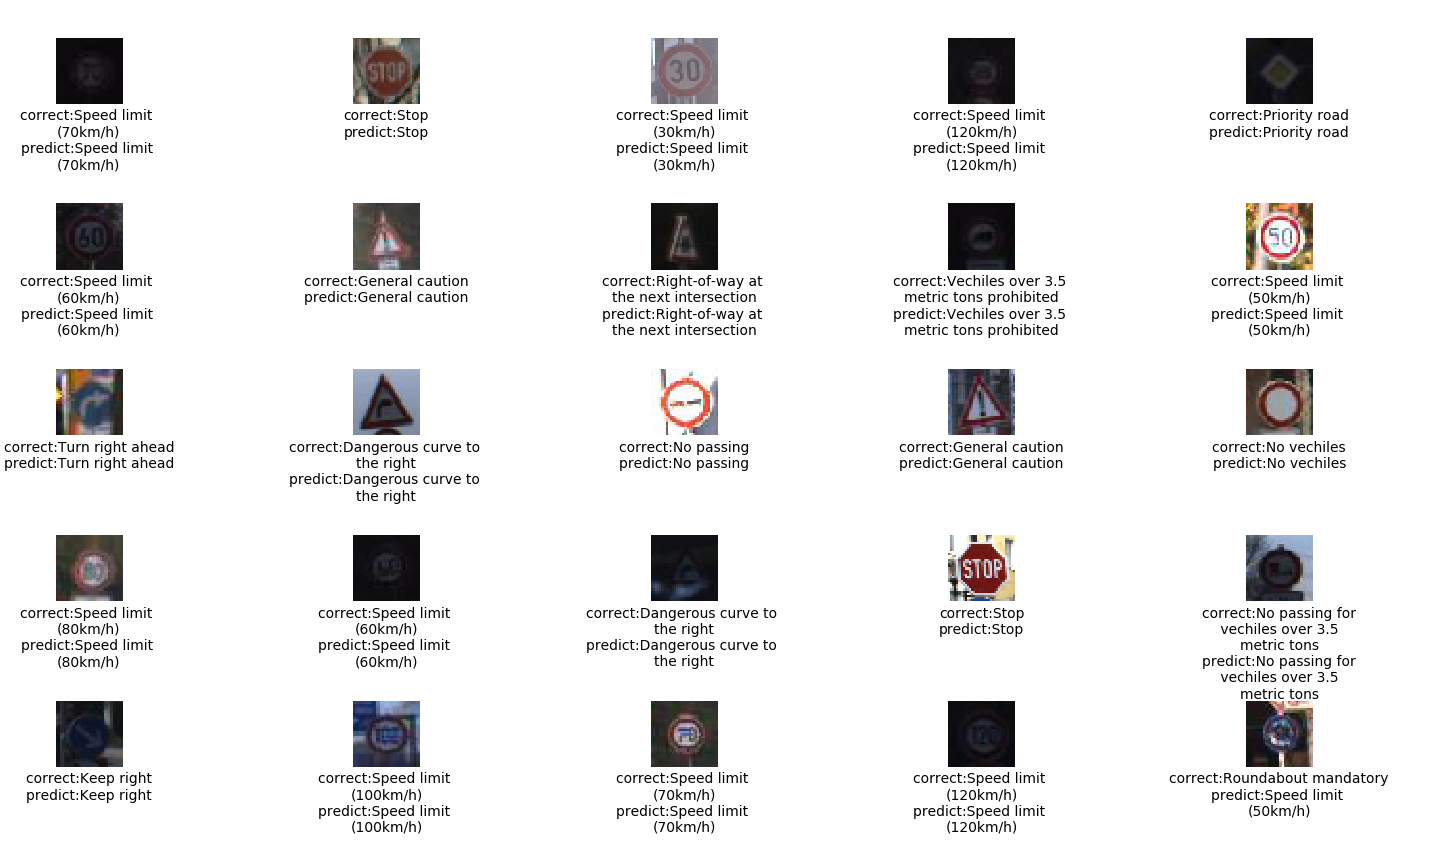 STOP
30
correct:Speed limit
(70km/h)
predict:Speed limit
(70km/h)
correct:Stop
predict:Stop
correct:Speed limit
(30km/h)
predict:Speed limit
(30km/h)
correct:Speed limit
(120km/h)
predict:Speed limit
(120km/h)
correct:Priority road
predict:Priority road
60
50
correct:Speed limit
(60km/h)
predict:Speed limit
(60km/h)
correct:General caution
predict:General caution
correct:Right-of-way at
the next intersection
predict:Right-of-way at
the next intersection
correct:Vechiles over 3.5
metric tons prohibited
predict:Vechiles over 3.5
metric tons prohibited
correct:Speed limit
(50km/h)
predict:Speed limit
(50km/h)
correct:Turn right ahead
predict:Turn right ahead
correct:Dangerous curve to
the right
predict:Dangerous curve to
the right
correct:No passing
predict:No passing
correct:General caution
predict:General caution
correct:No vechiles
predict:No vechiles
STOP
correct:Speed limit
(80km/h)
predict:Speed limit
(80km/h)
correct:Speed limit
(60km/h)
predict:Speed limit
(60km/h)
correct:Dangerous curve to
the right
predict:Dangerous curve to
the right
correct:Stop
predict:Stop
correct:No passing for
vechiles over 3.5
metric tons
predict:No passing for
vechiles over 3.5
metric tons
correct:Keep right
predict:Keep right
correct:Speed limit
(100km/h)
predict:Speed limit
(100km/h)
correct:Speed limit
(70km/h)
predict:Speed limit
(70km/h)
correct:Speed limit
(120km/h)
predict:Speed limit
(120km/h)
correct:Roundabout mandatory
predict:Speed limit
(50km/h)